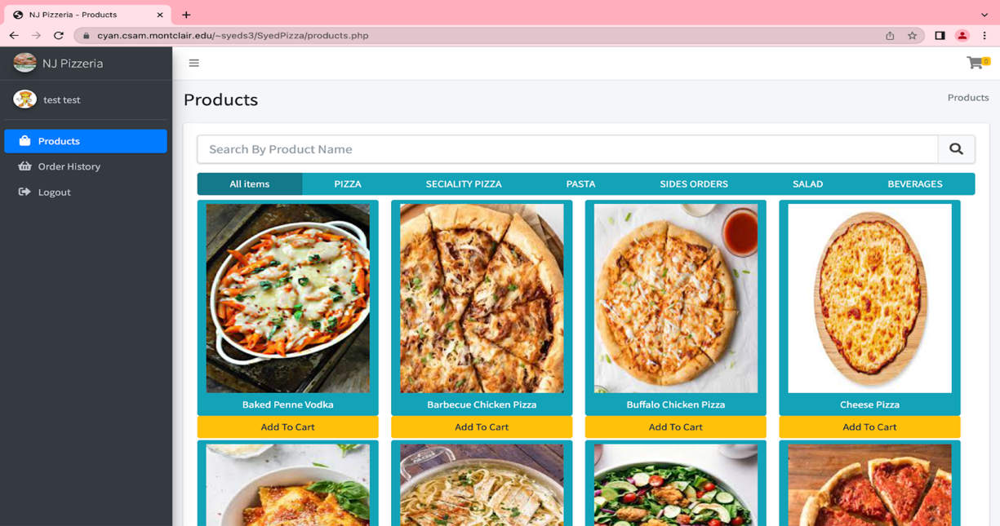 NJ Pizzeria - Products
cyan.csam.montclair.edu/~syeds3/SyedPizza/products.php
NJ Pizzeria
0
test test
Products
Products
Products
Order History
Logout
Search By Product Name
All items PIZZA SECIALITY PIZZA PASTA SIDES ORDERS SALAD BEVERAGES
Baked Penne Vodka Barbecue Chicken Pizza Buffalo Chicken Pizza Cheese Pizza
Add To Cart Add To Cart Add To Cart Add To Cart